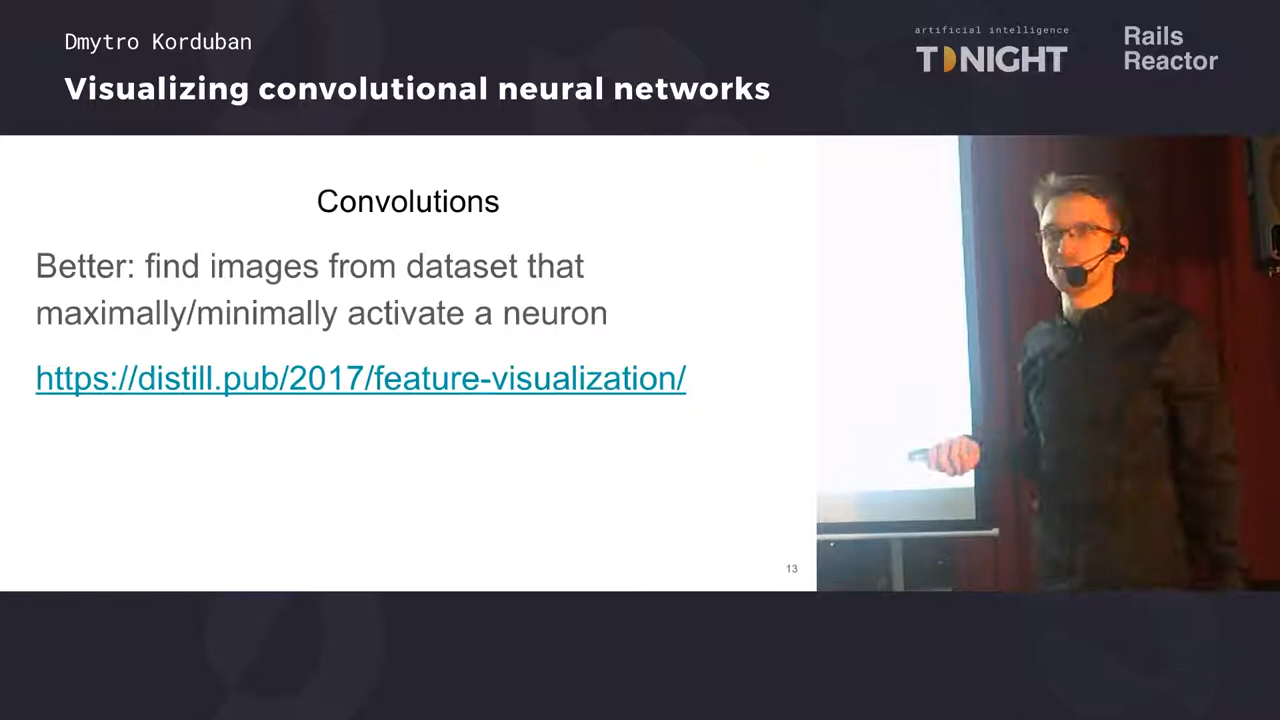 Dmytro Korduban
Visualizing convolutional neural networks
artificial intelligence
TONIGHT
Rails
Reactor
Convolutions
Better: find images from dataset that
maximally/minimally activate a neuron
https://distill.pub/2017/feature-visualization/
13